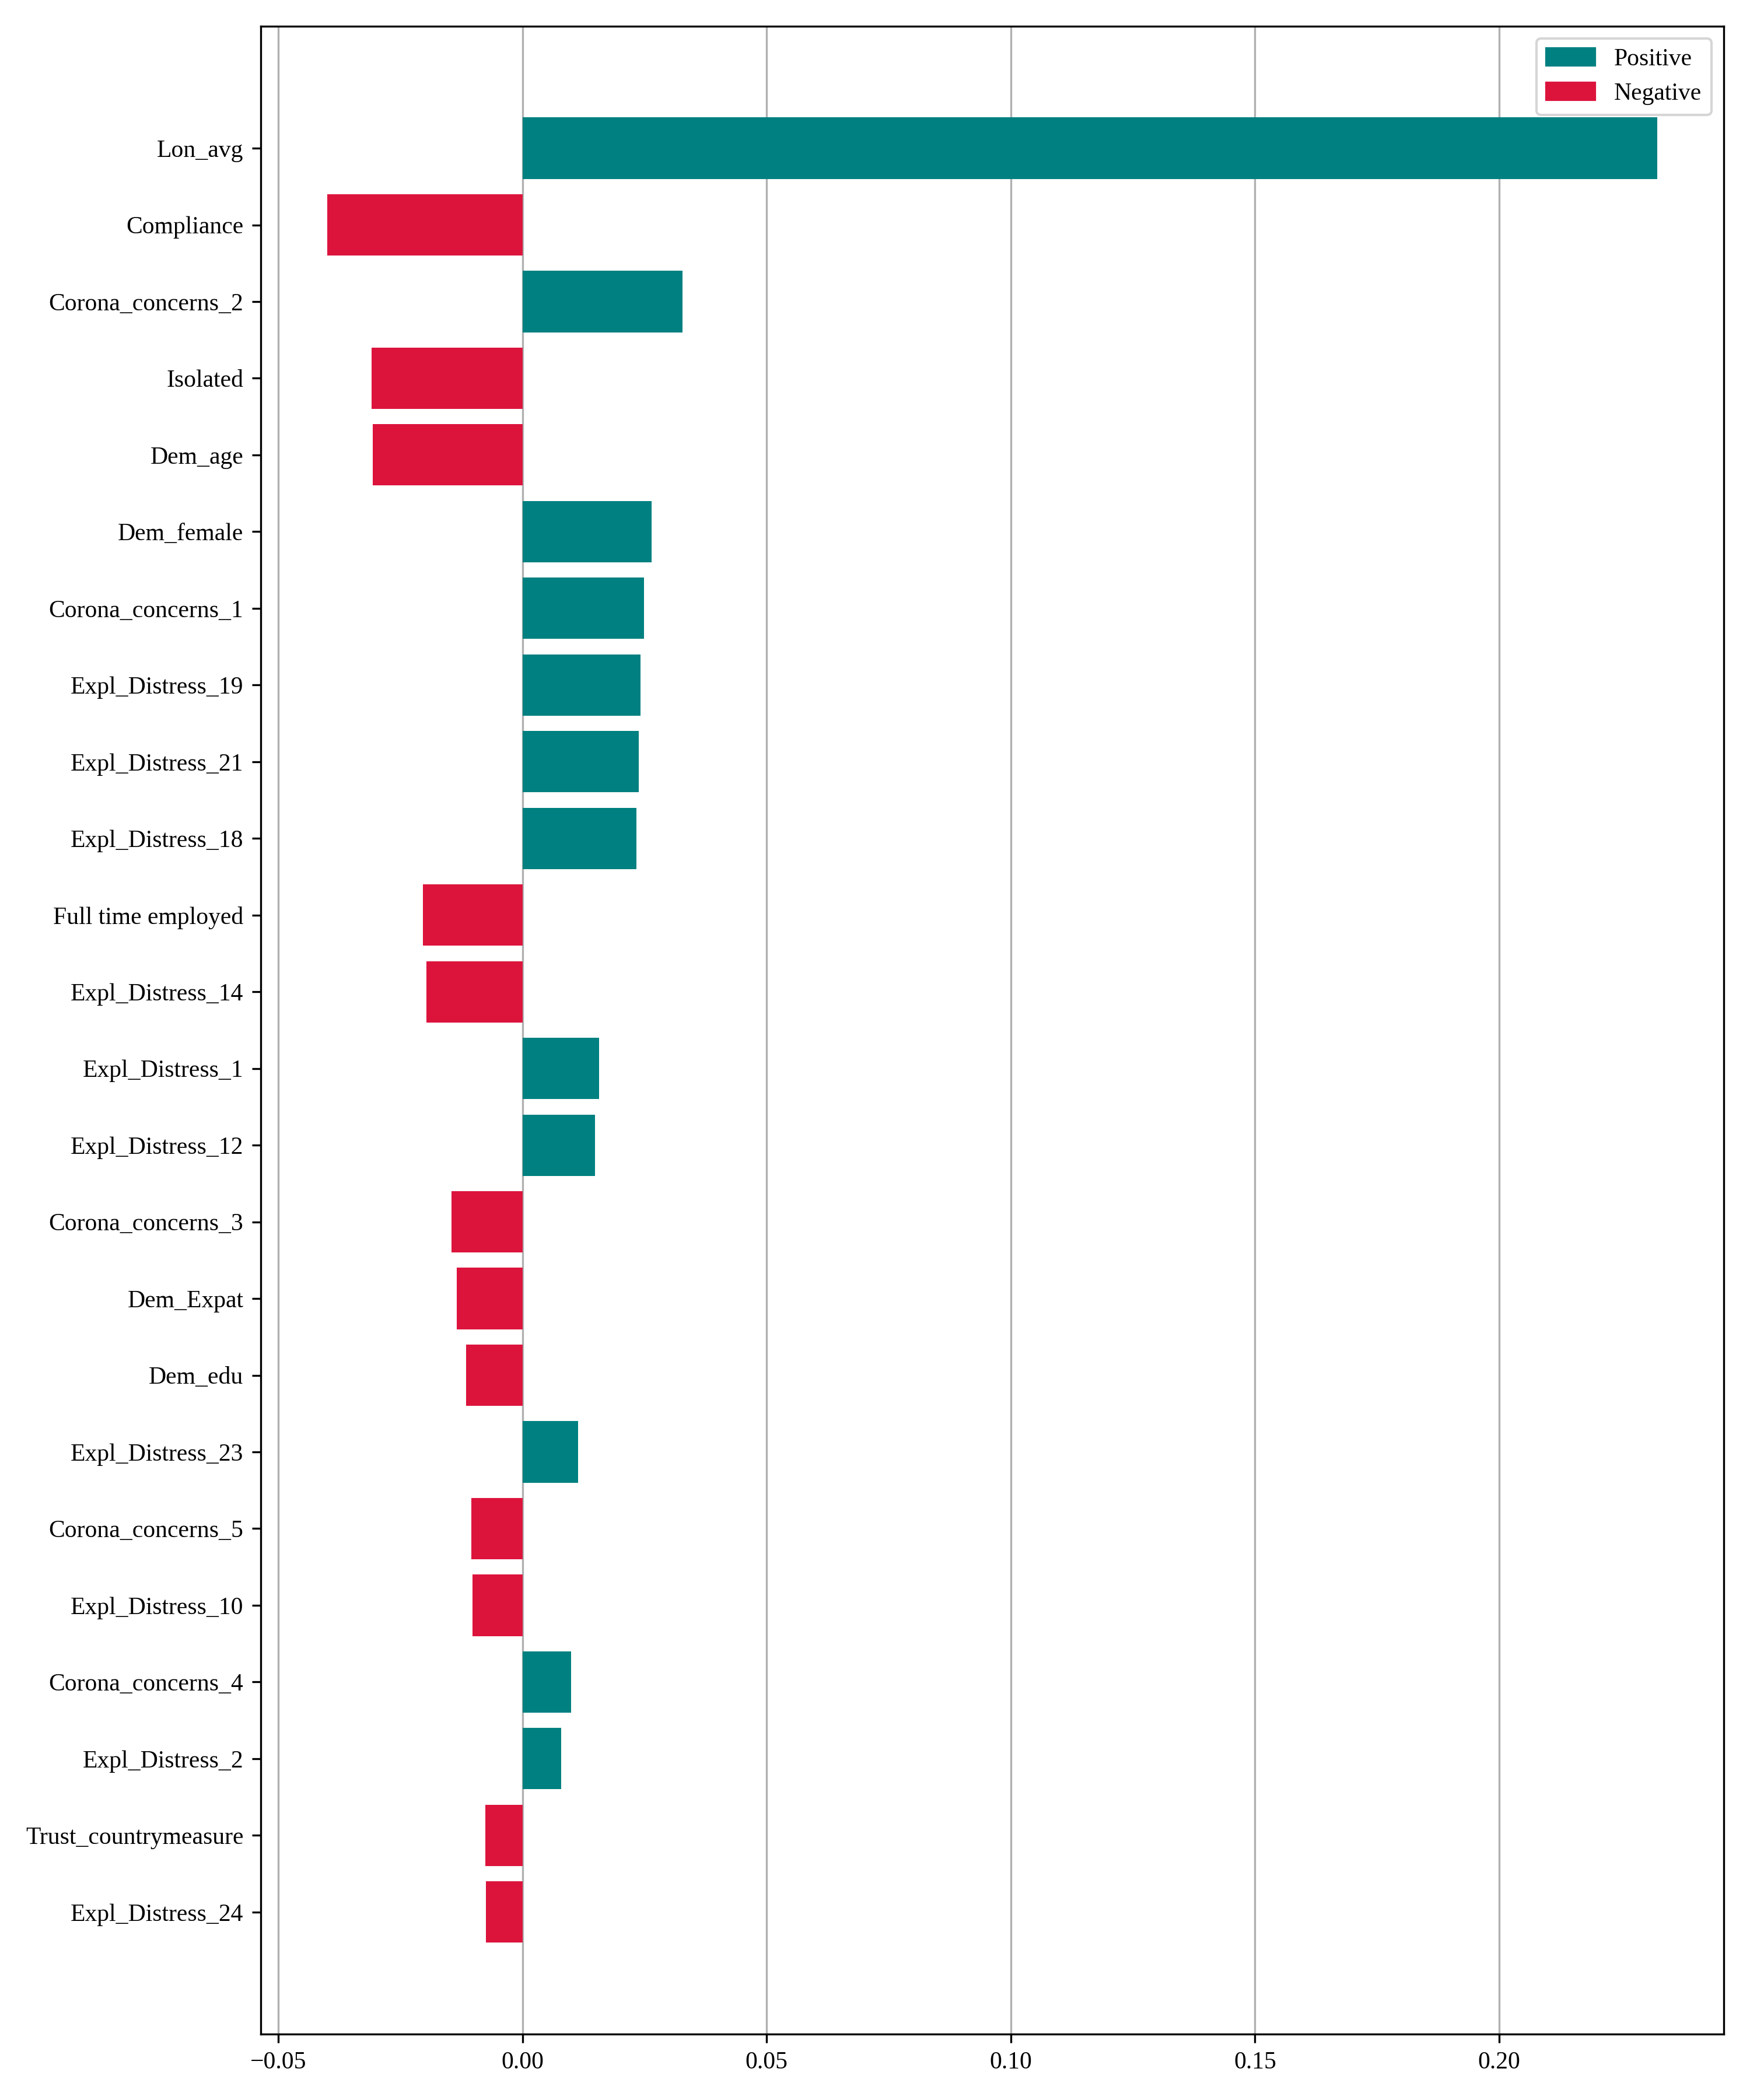 Positive
Negative
Lon_avg
Compliance
Corona_concerns_2
Isolated
Dem_age
Dem_female
Corona_concerns_1
Expl_Distress_19
Expl_Distress_21
Expl_Distress_18
Full time employed
Expl_Distress_14
Expl_Distress_1
Expl_Distress_12
Corona_concerns_3
Dem_Expat
Dem_edu
Expl_Distress_23
Corona_concerns_5
Expl_Distress_10
Corona_concerns_4
Expl_Distress_2
Trust_countrymeasure
Expl_Distress_24
−0.05 0.00 0.05 0.10 0.15 0.20